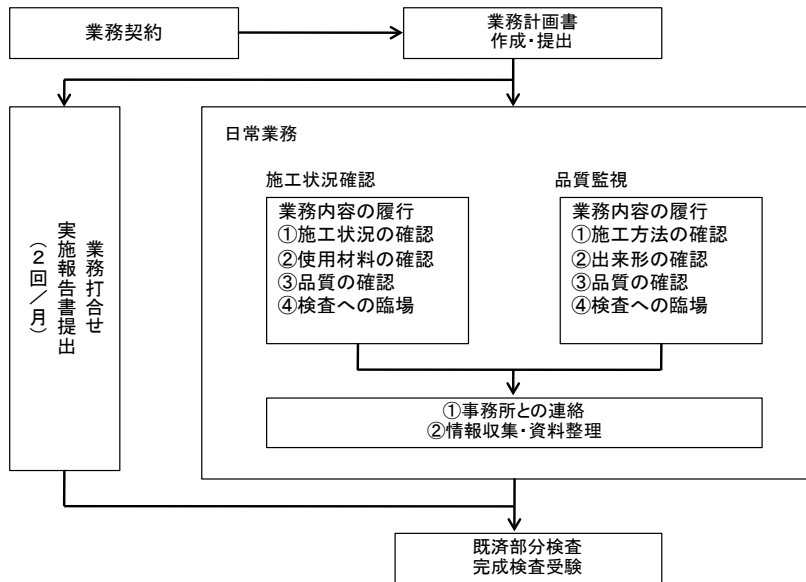 業務契約
業務計画書
作成・提出
業務打合せ
実施報告書提出
(2回/月)
日常業務
施工状況確認
業務内容の履行
①施工状況の確認
②使用材料の確認
③品質の確認
④検査への臨場
品質監視
業務内容の履行
①施工方法の確認
②出来形の確認
③品質の確認
④検査への臨場
①事務所との連絡
②情報収集・資料整理
既済部分検査
完成検査受験